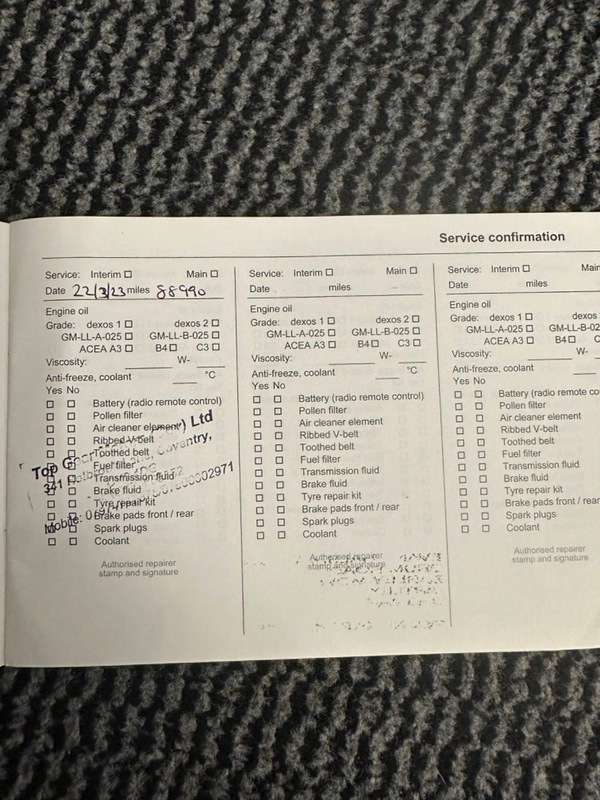 Service confirmation
Service: Interim Main
Date 22/3/23 miles 88990
Engine oil
Grade: dexos 1 dexos 2
GM-LL-A-025 GM-LL-B-025
ACEA A3 B4 C3
Viscosity: W-
Anti-freeze, coolant °C
Yes No
Battery (radio remote control)
Pollen filter
Air cleaner element
Ribbed V-belt
Toothed belt
Fuel filter
Transmission fluid
Brake fluid
Tyre repair kit
Brake pads front / rear
Spark plugs
Coolant
Top Ltd
341 Coventry,
Mobile:
Authorised repairer
stamp and signature
Service: Interim Main
Date miles
Engine oil
Grade: dexos 1 dexos 2
GM-LL-A-025 GM-LL-B-025
ACEA A3 B4 C3
Viscosity: W-
Anti-freeze, coolant °C
Yes No
Battery (radio remote control)
Pollen filter
Air cleaner element
Ribbed V-belt
Toothed belt
Fuel filter
Transmission fluid
Brake fluid
Tyre repair kit
Brake pads front / rear
Spark plugs
Coolant
Authorised repairer
stamp and signature
Service: Interim Main
Date miles
Engine oil
Grade: dexos 1 dexos
GM-LL-A-025 GM-LL-B-02
ACEA A3 B4 C
Viscosity: W-
Anti-freeze, coolant
Yes No
Battery (radio remote co
Pollen filter
Air cleaner element
Ribbed V-belt
Toothed belt
Fuel filter
Transmission fluid
Brake fluid
Tyre repair kit
Brake pads front / rear
Spark plugs
Coolant
Authorised repairer
stamp and signature